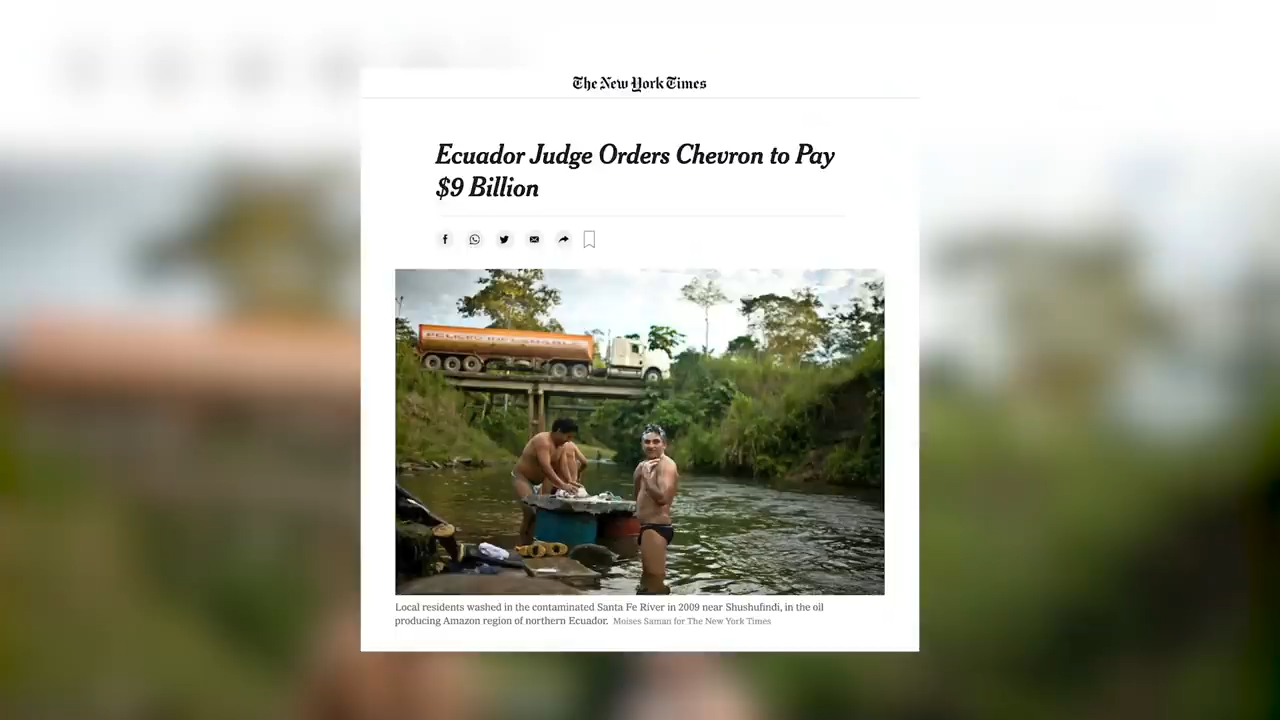 The New York Times
Ecuador Judge Orders Chevron to Pay
$9 Billion
PELIGRO INFLAMABLE
Local residents washed in the contaminated Santa Fe River in 2009 near Shushufindi, in the oil
producing Amazon region of northern Ecuador. Moises Saman for The New York Times